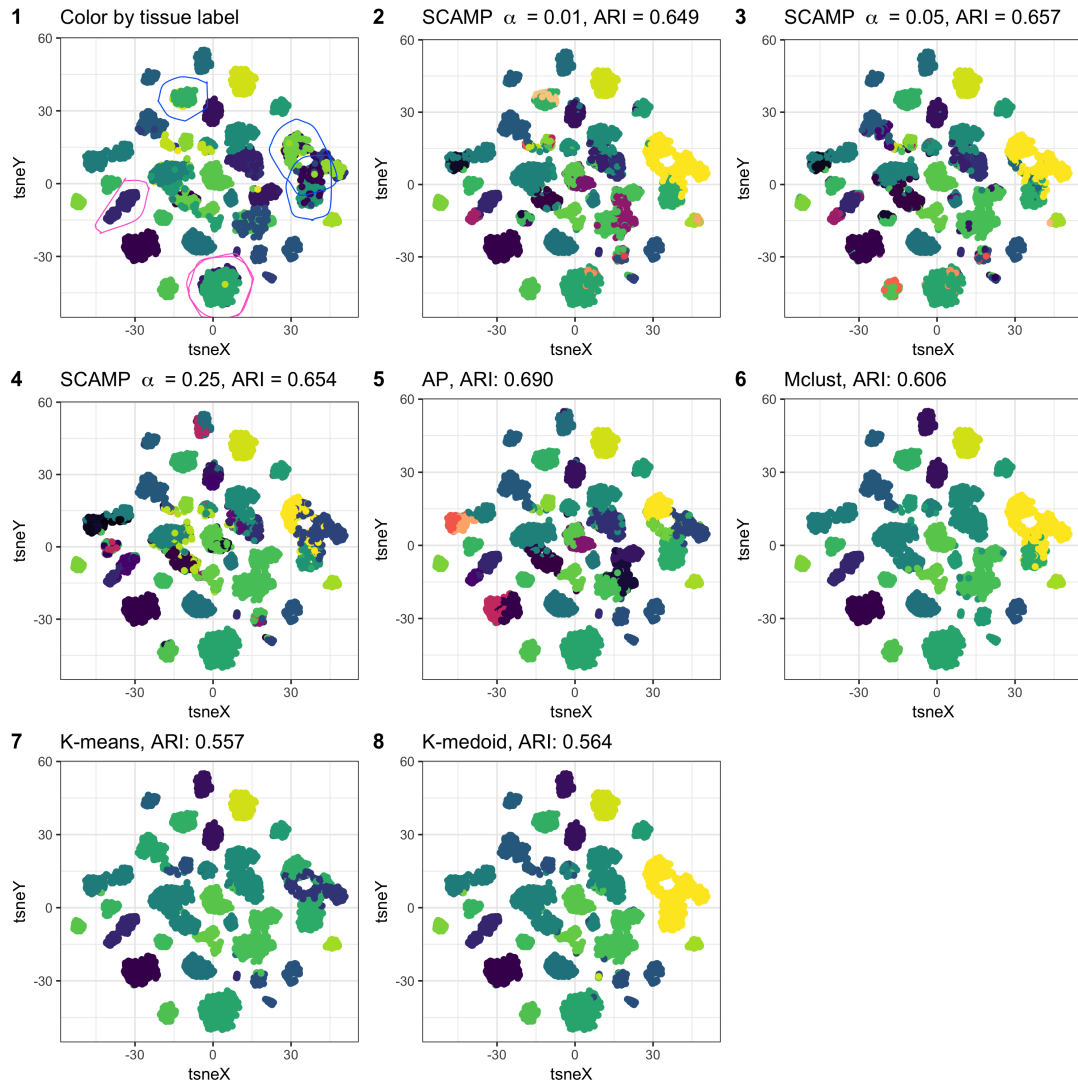 1 Color by tissue label
2 SCAMP α = 0.01, ARI = 0.649
3 SCAMP α = 0.05, ARI = 0.657
60
30
0
-30
tsneY
-30 0 30
tsneX
60
30
0
-30
tsneY
-30 0 30
tsneX
60
30
0
-30
tsneY
-30 0 30
tsneX
4 SCAMP α = 0.25, ARI = 0.654
5 AP, ARI: 0.690
6 Mclust, ARI: 0.606
60
30
0
-30
tsneY
-30 0 30
tsneX
60
30
0
-30
tsneY
-30 0 30
tsneX
60
30
0
-30
tsneY
-30 0 30
tsneX
7 K-means, ARI: 0.557
8 K-medoid, ARI: 0.564
60
30
0
-30
tsneY
-30 0 30
tsneX
60
30
0
-30
tsneY
-30 0 30
tsneX